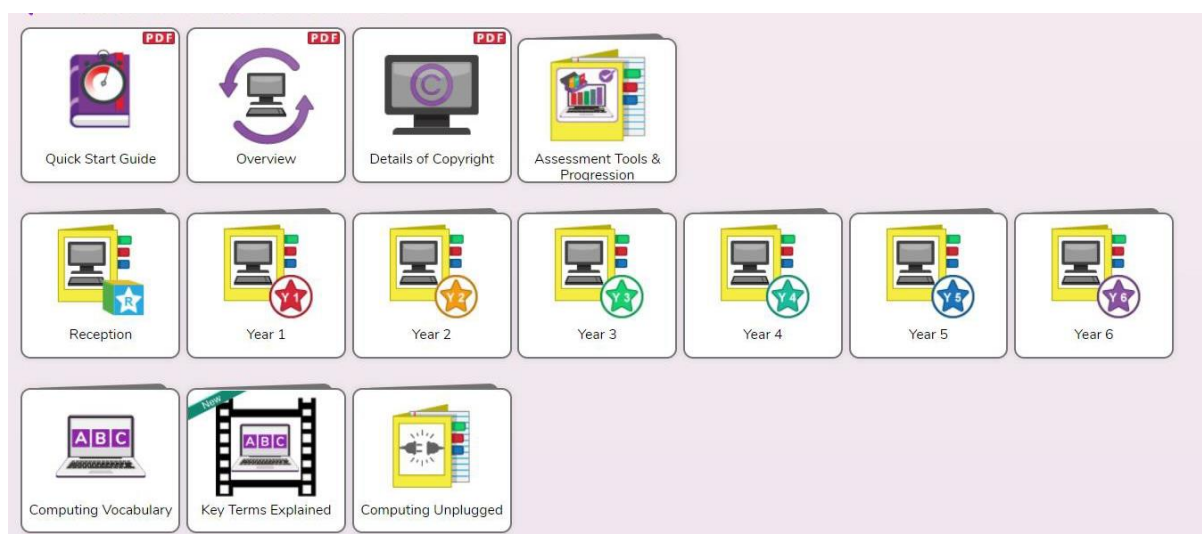 PDF
PDF
PDF
Quick Start Guide
Overview
Details of Copyright
Assessment Tools &
Progression
R
Y1
Y2
Y3
Y4
Y5
Y6
Reception
Year 1
Year 2
Year 3
Year 4
Year 5
Year 6
New
ABC
ABC
Computing Vocabulary
Key Terms Explained
Computing Unplugged